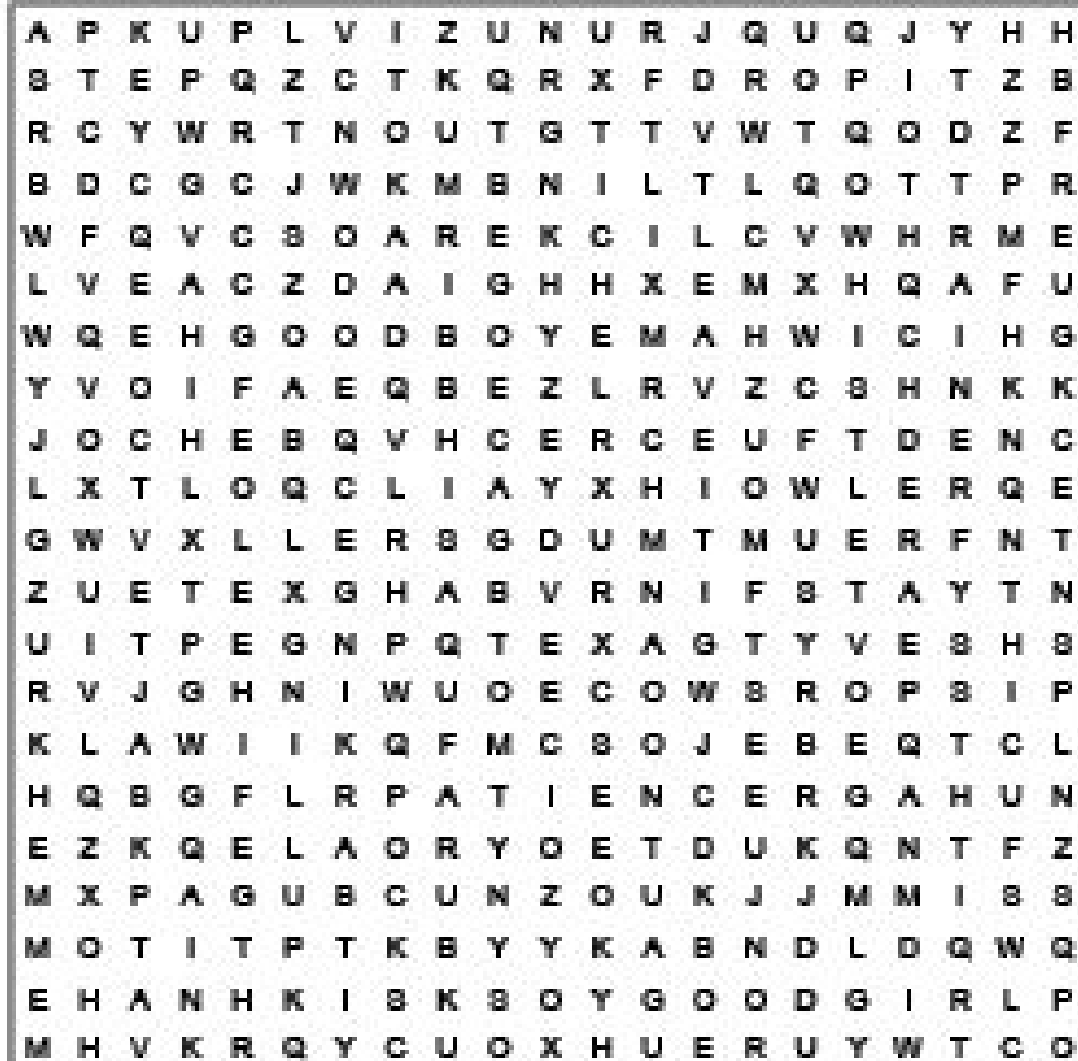 A P K U P L V I Z U N U R J Q U Q J Y H H
S T E P Q Z C T K Q R X F D R O P I T Z B
R C Y W R T N O U T G T T V W T Q O D Z F
B D C G C J W K M B N I L T L Q O T T P R
W F Q V C S O A R E K C I L C V W H R M E
L V E A C Z D A I G H H X E M X H Q A F U
W Q E H G O O D B O Y E M A H W I C I H G
Y V O I F A E Q B E Z L R V Z C S H N K K
J O C H E B Q V H C E R C E U F T D E N C
L X T L O Q C L I A Y X H I O W L E R Q E
G W V X L L E R S G D U M T M U E R F N T
Z U E T E X G H A B V R N I F S T A Y T N
U I T P E G N P Q T E X A G T Y V E S H S
R V J G H N I W U O E C O W S R O P S I P
K L A W I I K Q F M C S O J E B E Q T C L
H Q B G F L R P A T I E N C E R G A H U N
E Z K Q E L A O R Y O E T D U K Q N T F Z
M X P A G U B C U N Z O U K J J M M I S S
M O T I T P T K B Y Y K A B N D L D Q W Q
E H A N H K I S K S O Y G O O D G I R L P
M H V K R Q Y C U O X H U E R U Y W T C O